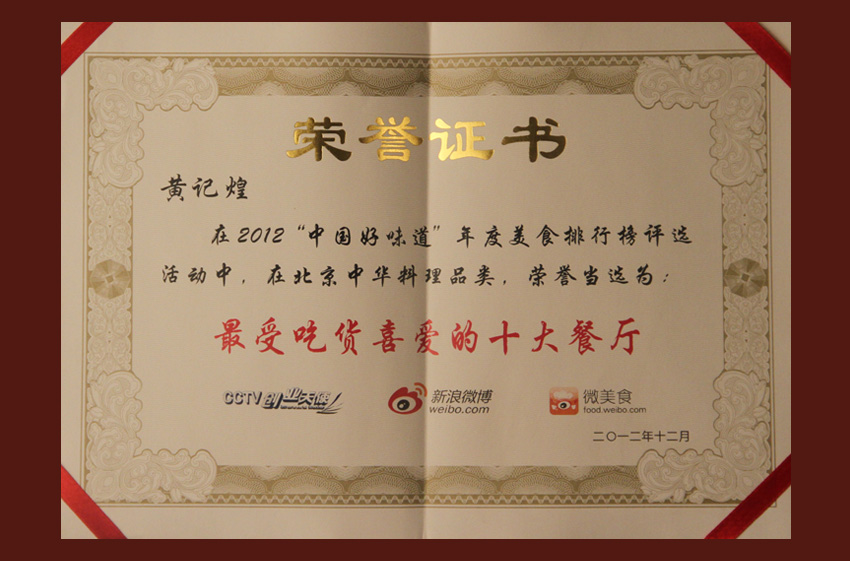 荣誉证书
黄记煌
在2012“中国好味道”年度美食排行榜评选
活动中，在北京中华料理品类，荣誉当选为：
最受吃货喜爱的十大餐厅
CCTV创业天使 新浪微博 微美食
weibo.com food.weibo.com
二〇一二年十二月